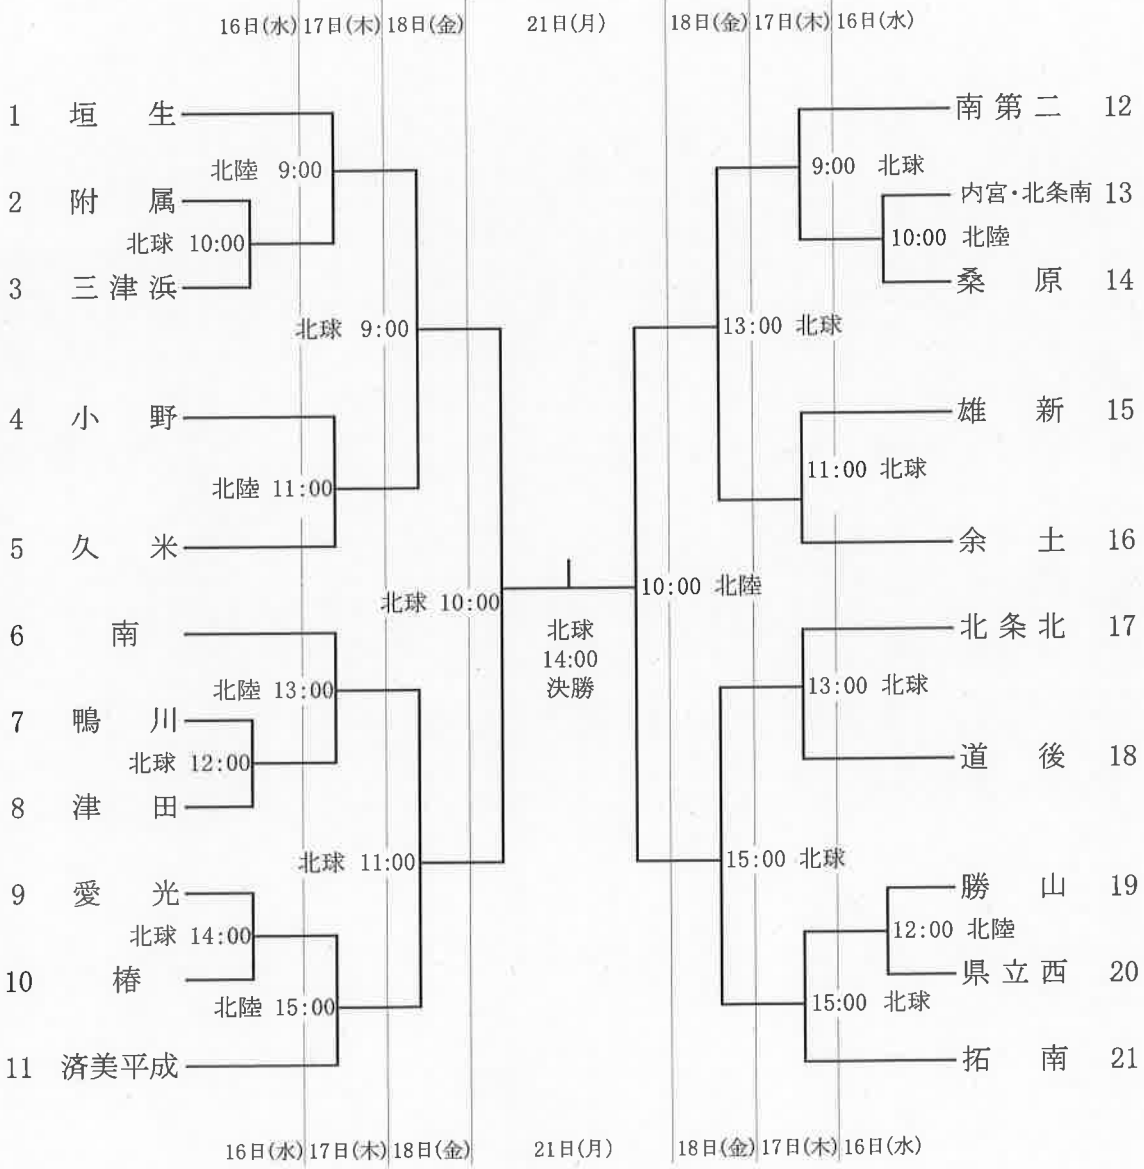 16日(水) 17日(木) 18日(金) 21日(月) 18日(金) 17日(木) 16日(水)
1 垣生
南第二 12
北陸 9:00
9:00 北球
2 附属
内宮・北条南 13
北球 10:00
10:00 北陸
3 三津浜
桑原 14
北球 9:00
13:00 北球
4 小野
雄新 15
北陸 11:00
11:00 北球
5 久米
余土 16
北球 10:00
10:00 北陸
北球
14:00
決勝
6 南
北条北 17
北陸 13:00
13:00 北球
7 鴨川
北球 12:00
道後 18
8 津田
北球 11:00
15:00 北球
9 愛光
勝山 19
北球 14:00
12:00 北陸
10 椿
県立西 20
北陸 15:00
15:00 北球
11 済美平成
拓南 21
16日(水) 17日(木) 18日(金) 21日(月) 18日(金) 17日(木) 16日(水)